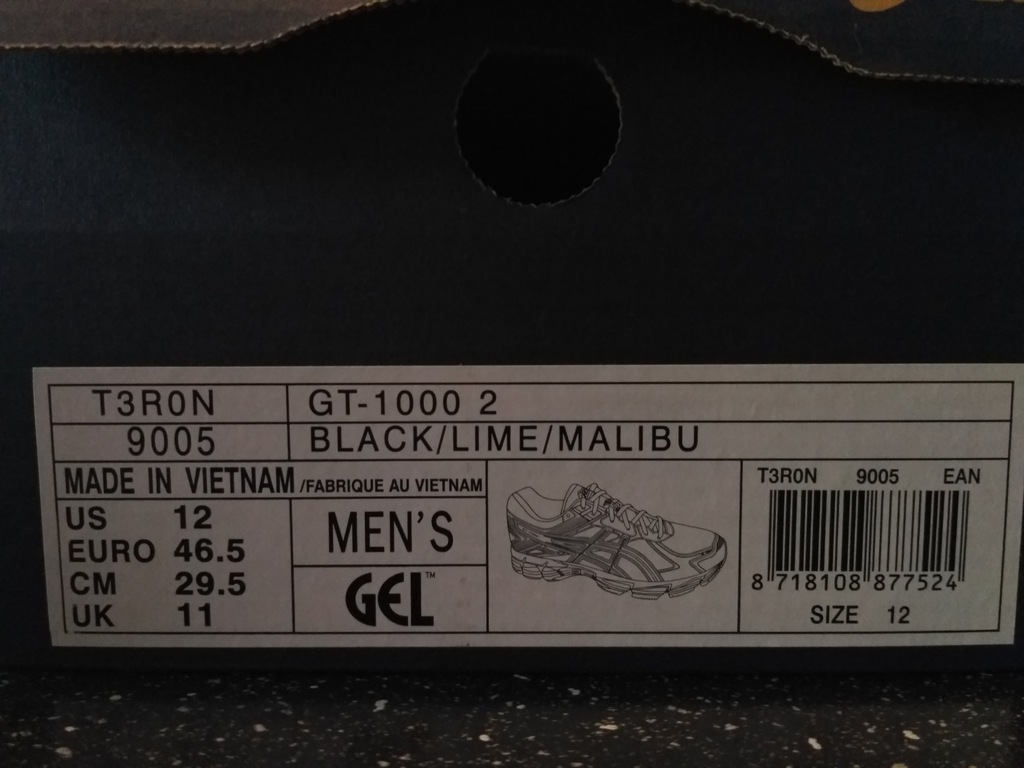 T3R0N GT-1000 2
9005 BLACK/LIME/MALIBU
MADE IN VIETNAM /FABRIQUE AU VIETNAM
US 12
EURO 46.5
CM 29.5
UK 11
MEN'S
GEL™
T3R0N 9005 EAN
8 718108 877524
SIZE 12